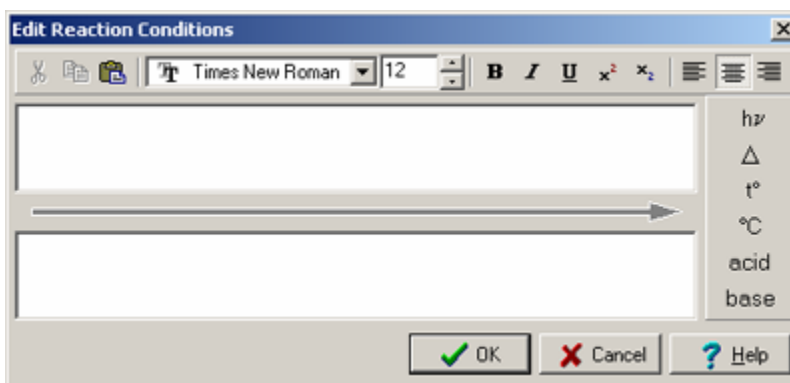 Edit Reaction Conditions
Times New Roman 12 B I U x² x₂
hν
Δ
t°
°C
acid
base
OK Cancel ? Help